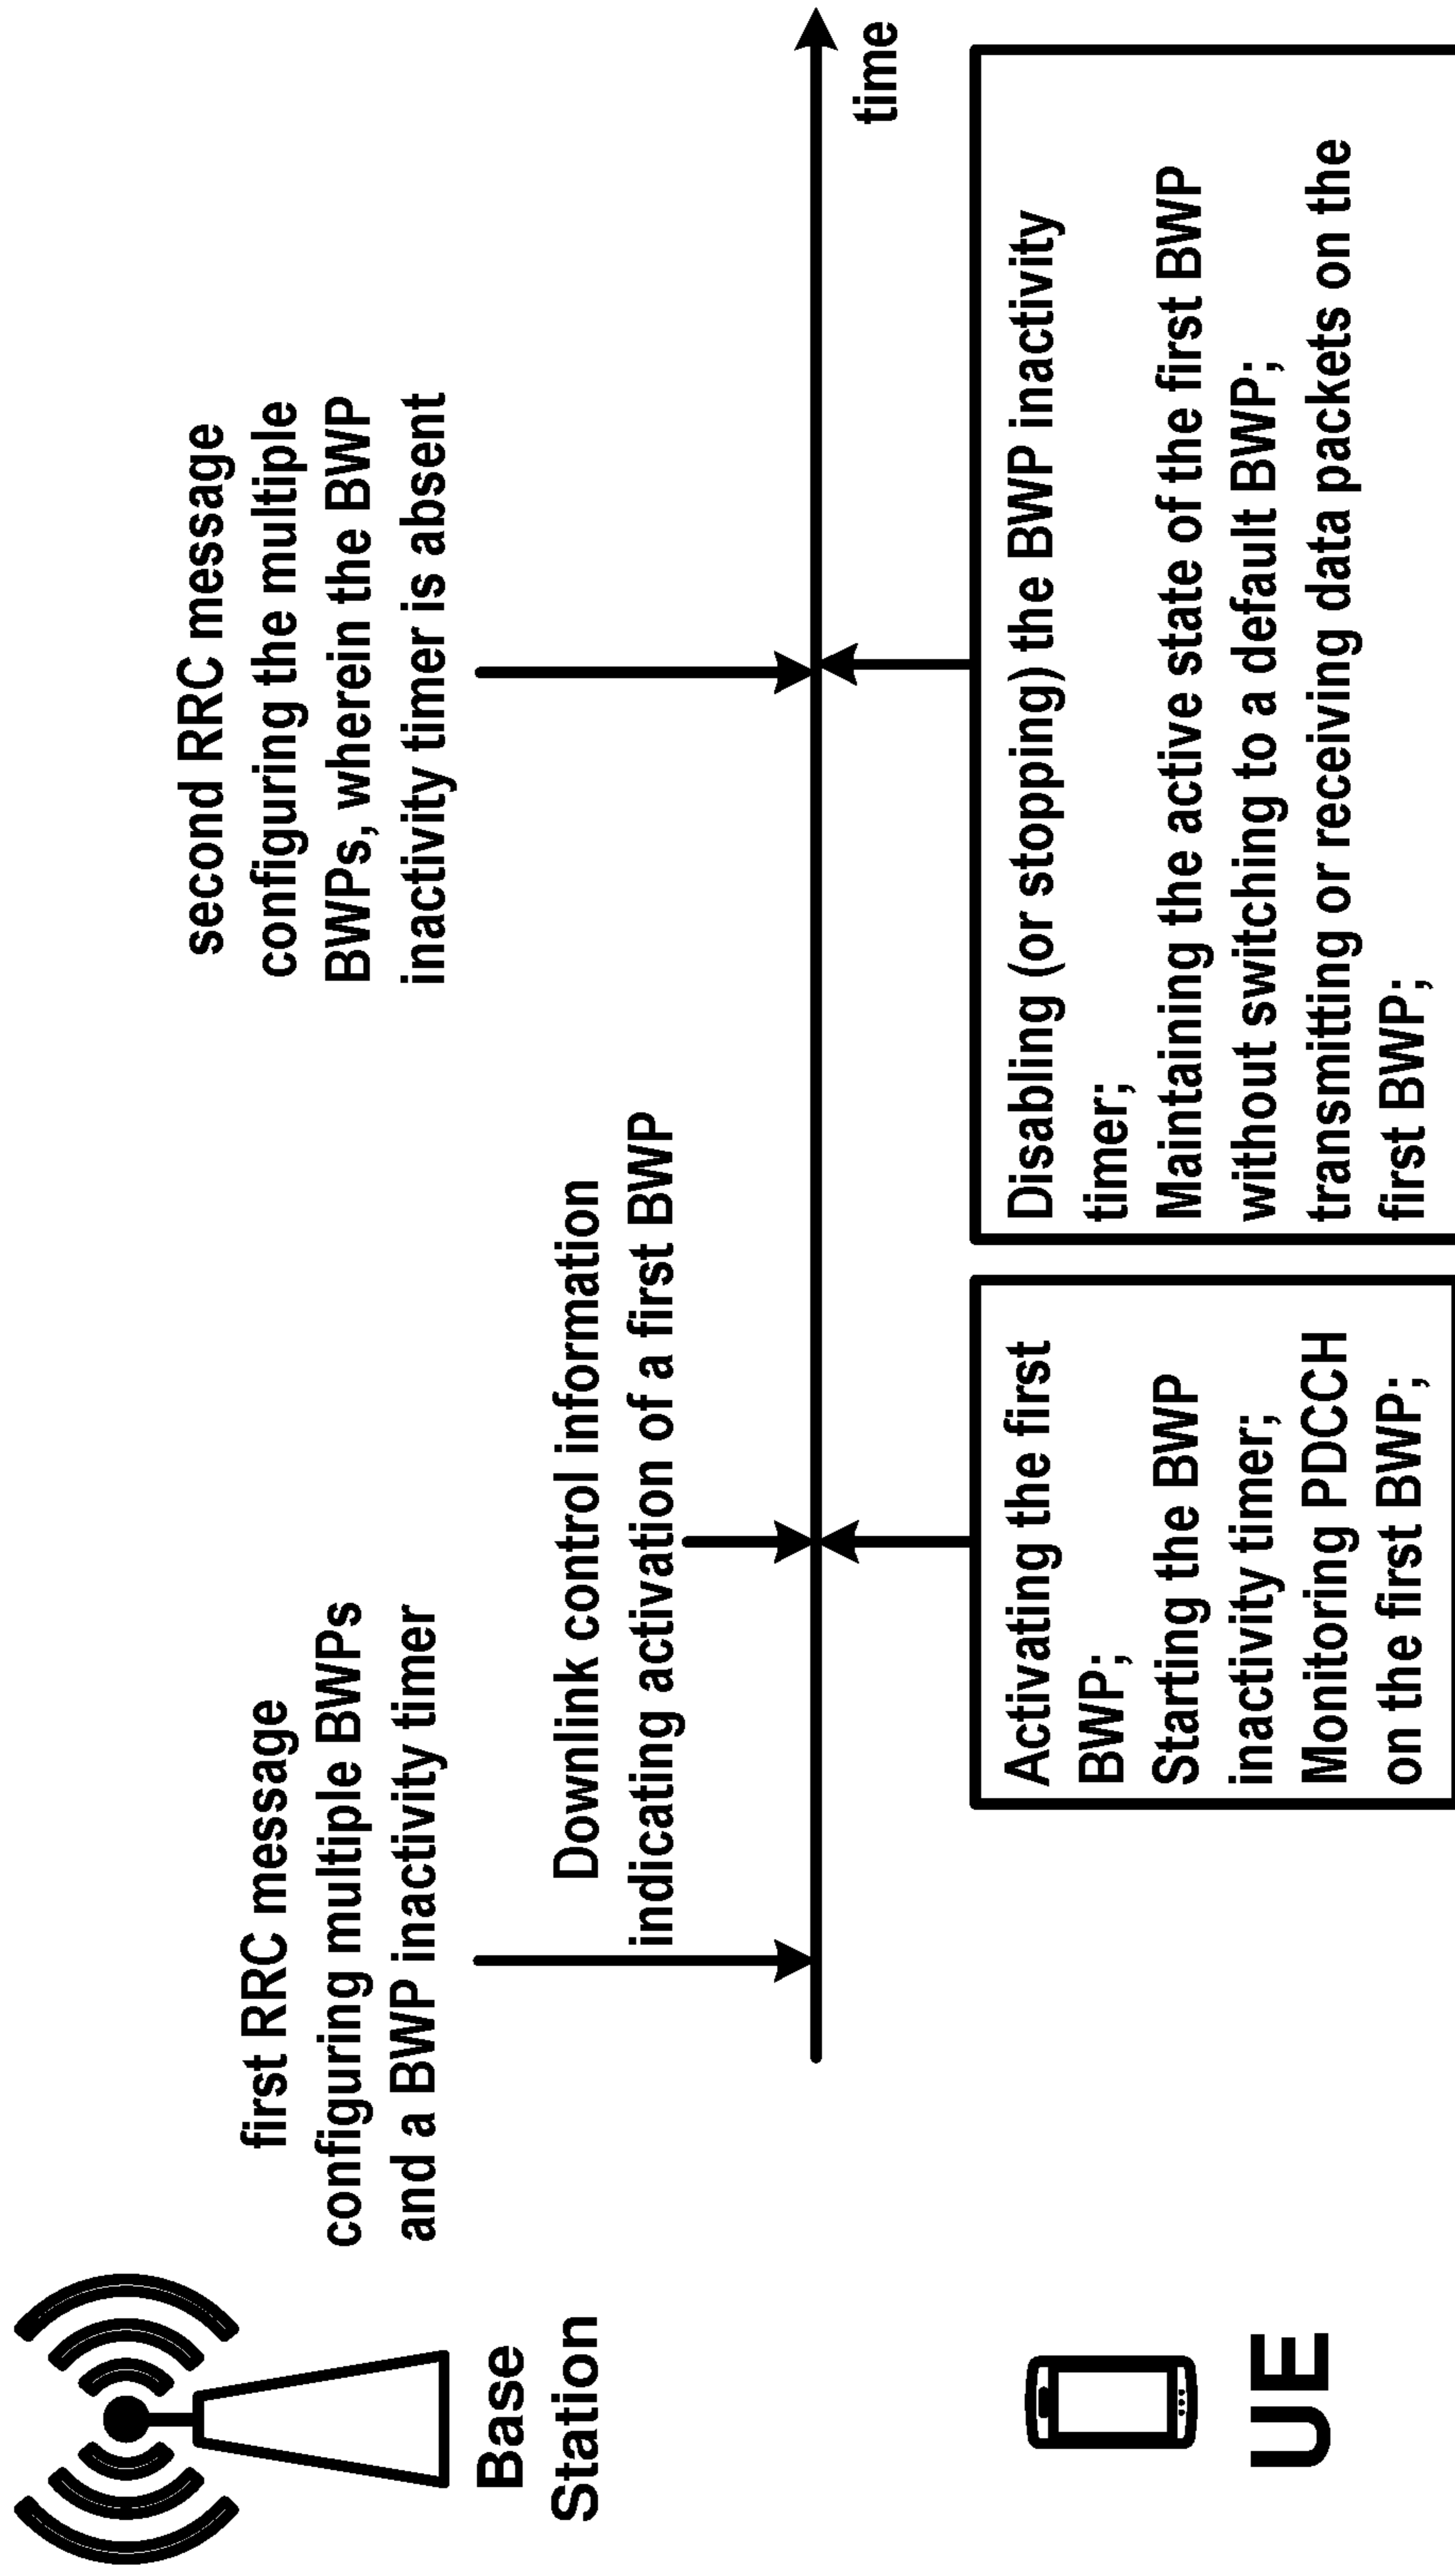 first RRC message
configuring multiple BWPs
and a BWP inactivity timer
Downlink control information
indicating activation of a first BWP
second RRC message
configuring the multiple
BWPs, wherein the BWP
inactivity timer is absent
time
Base
Station
UE
Activating the first
BWP;
Starting the BWP
inactivity timer;
Monitoring PDCCH
on the first BWP;
Disabling (or stopping) the BWP inactivity
timer;
Maintaining the active state of the first BWP
without switching to a default BWP;
transmitting or receiving data packets on the
first BWP;